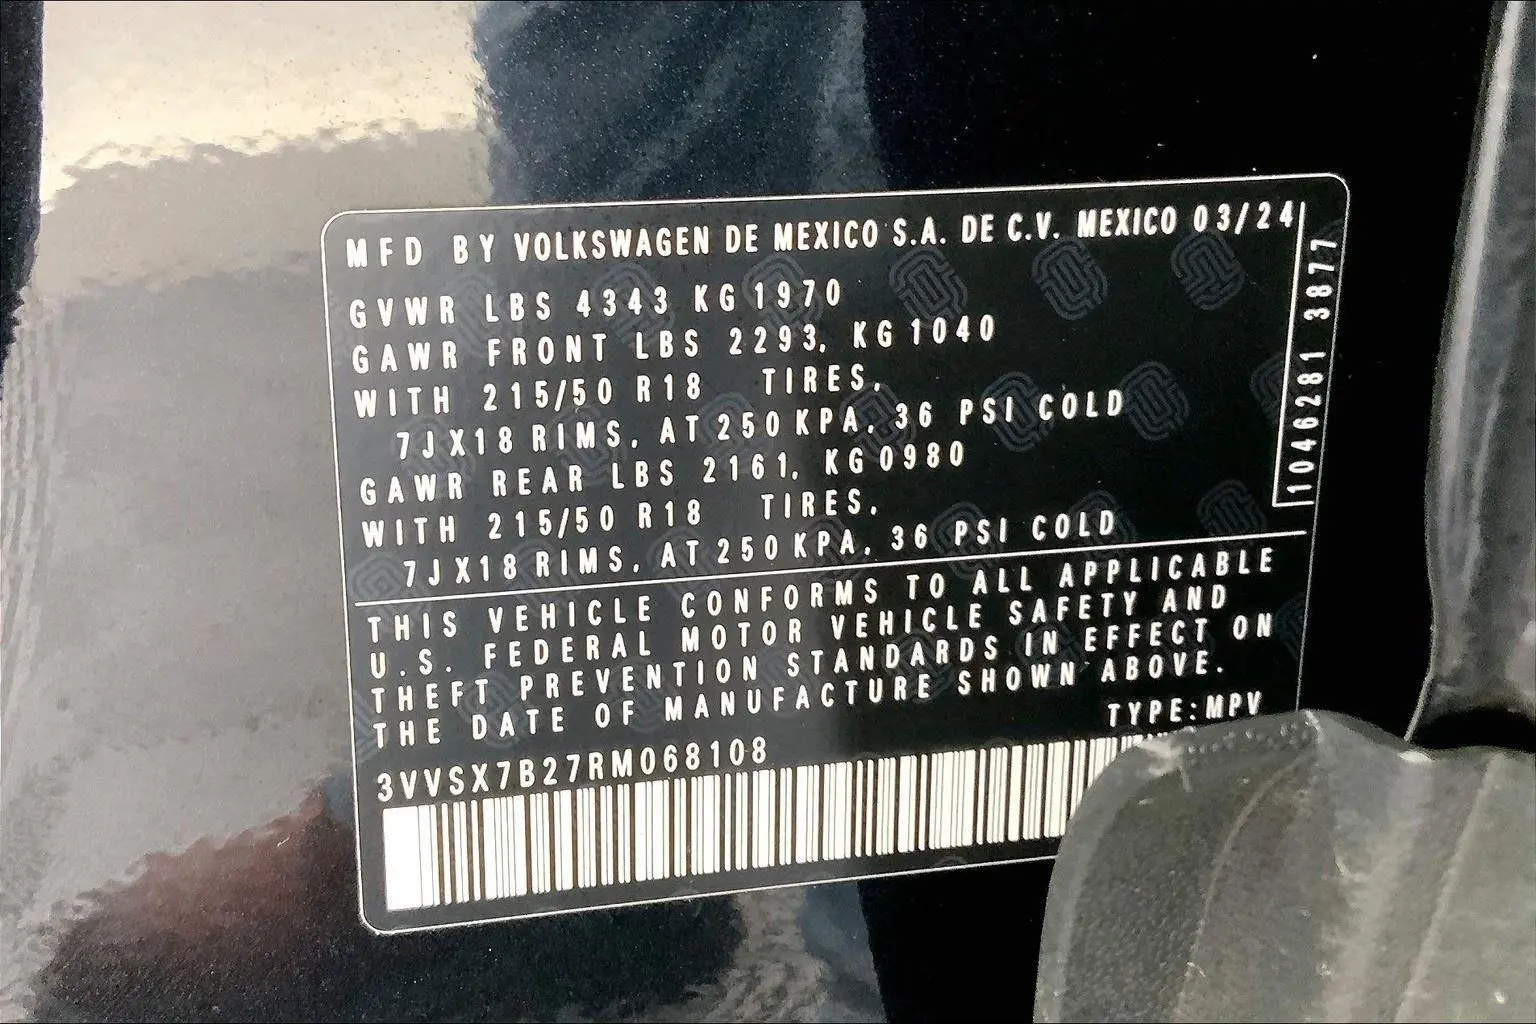 MFD BY VOLKSWAGEN DE MEXICO S.A. DE C.V. MEXICO 03/24
GVWR LBS 4343 KG 1970
GAWR FRONT LBS 2293, KG 1040
WITH 215/50 R18 TIRES,
7JX18 RIMS, AT 250 KPA, 36 PSI COLD
GAWR REAR LBS 2161, KG 0980
WITH 215/50 R18 TIRES,
7JX18 RIMS, AT 250 KPA, 36 PSI COLD
1046281 3877
THIS VEHICLE CONFORMS TO ALL APPLICABLE
U.S. FEDERAL MOTOR VEHICLE SAFETY AND
THEFT PREVENTION STANDARDS IN EFFECT ON
THE DATE OF MANUFACTURE SHOWN ABOVE.
TYPE:MPV
3VVSX7B27RM068108